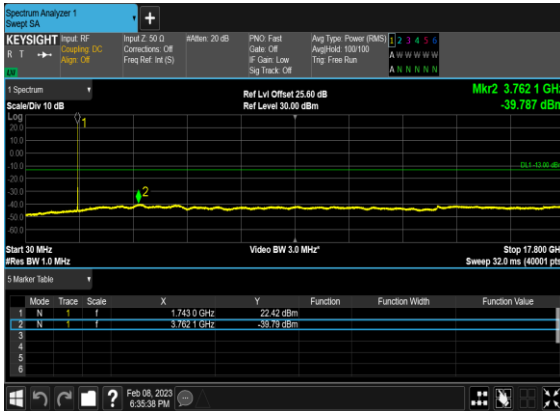 Spectrum Analyzer 1
Swept SA
+
KEYSIGHT Input: RF Input Z: 50 Ω #Atten: 20 dB PNO: Fast Avg Type: Power (RMS) 1 2 3 4 5 6
R T Coupling: DC Corrections: Off Gate: Off Avg|Hold: 100/100 A W W W W W
Align: Off Freq Ref: Int (S) IF Gain: Low Trig: Free Run
Sig Track: Off A N N N N N
1 Spectrum Ref Lvl Offset 25.60 dB Mkr2 3.762 1 GHz
Scale/Div 10 dB Ref Level 30.00 dBm -39.787 dBm
Log
20.0 1
10.0
0.00
-10.0 DL1 -13.00 dBm
-20.0
-30.0 2
-40.0
-50.0
-60.0
Start 30 MHz Video BW 3.0 MHz* Stop 17.800 GH
#Res BW 1.0 MHz Sweep 32.0 ms (40001 pts
5 Marker Table
Mode Trace Scale X Y Function Function Width Function Value
1 N 1 f 1.743 0 GHz 22.42 dBm
2 N 1 f 3.762 1 GHz -39.79 dBm
3
4
5
6
? Feb 08, 2023
6:35:38 PM